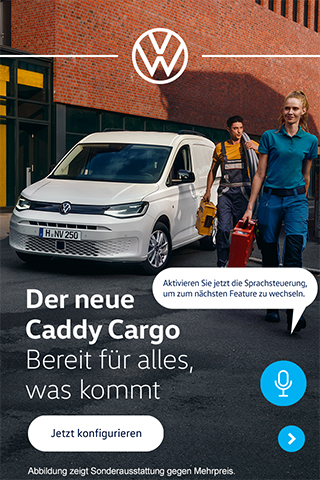 Aktivieren Sie jetzt die Sprachsteuerung,
um zum nächsten Feature zu wechseln.
H NV 250
Der neue
Caddy Cargo
Bereit für alles,
was kommt
Jetzt konfigurieren
Abbildung zeigt Sonderausstattung gegen Mehrpreis.